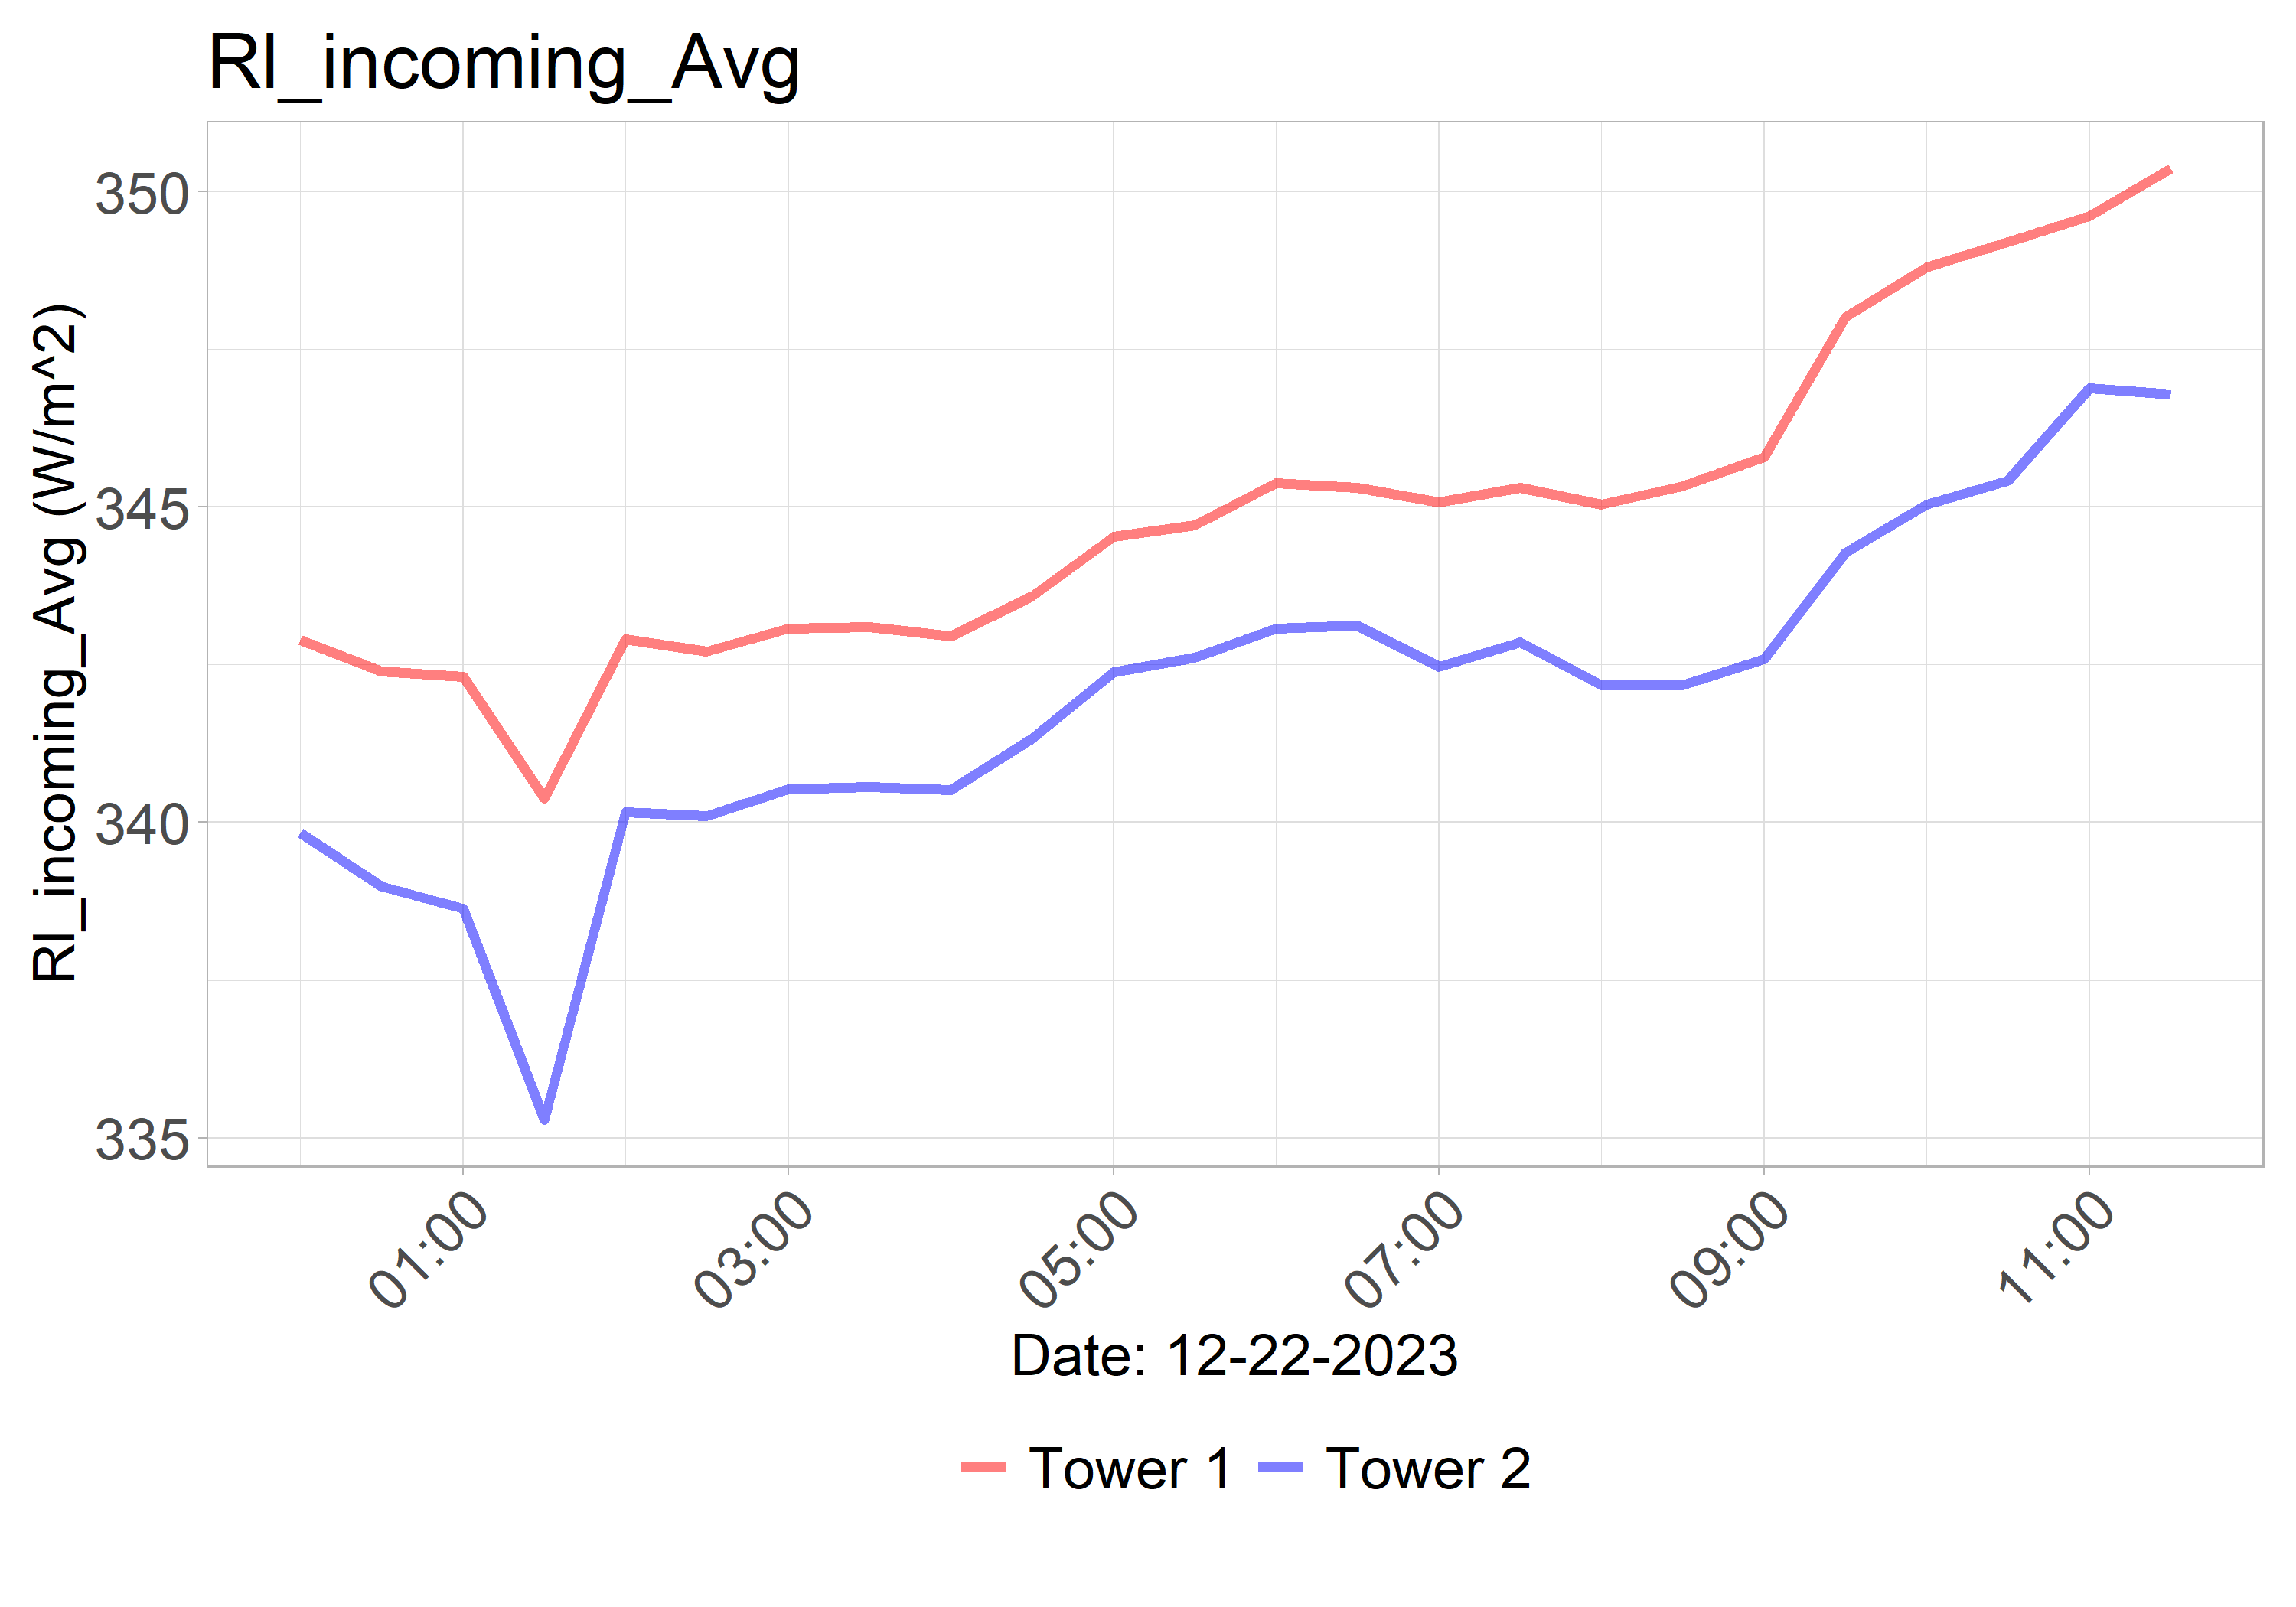 Rl_incoming_Avg
Rl_incoming_Avg (W/m^2)
350
345
340
335
01:00
03:00
05:00
07:00
09:00
11:00
Date: 12-22-2023
Tower 1
Tower 2